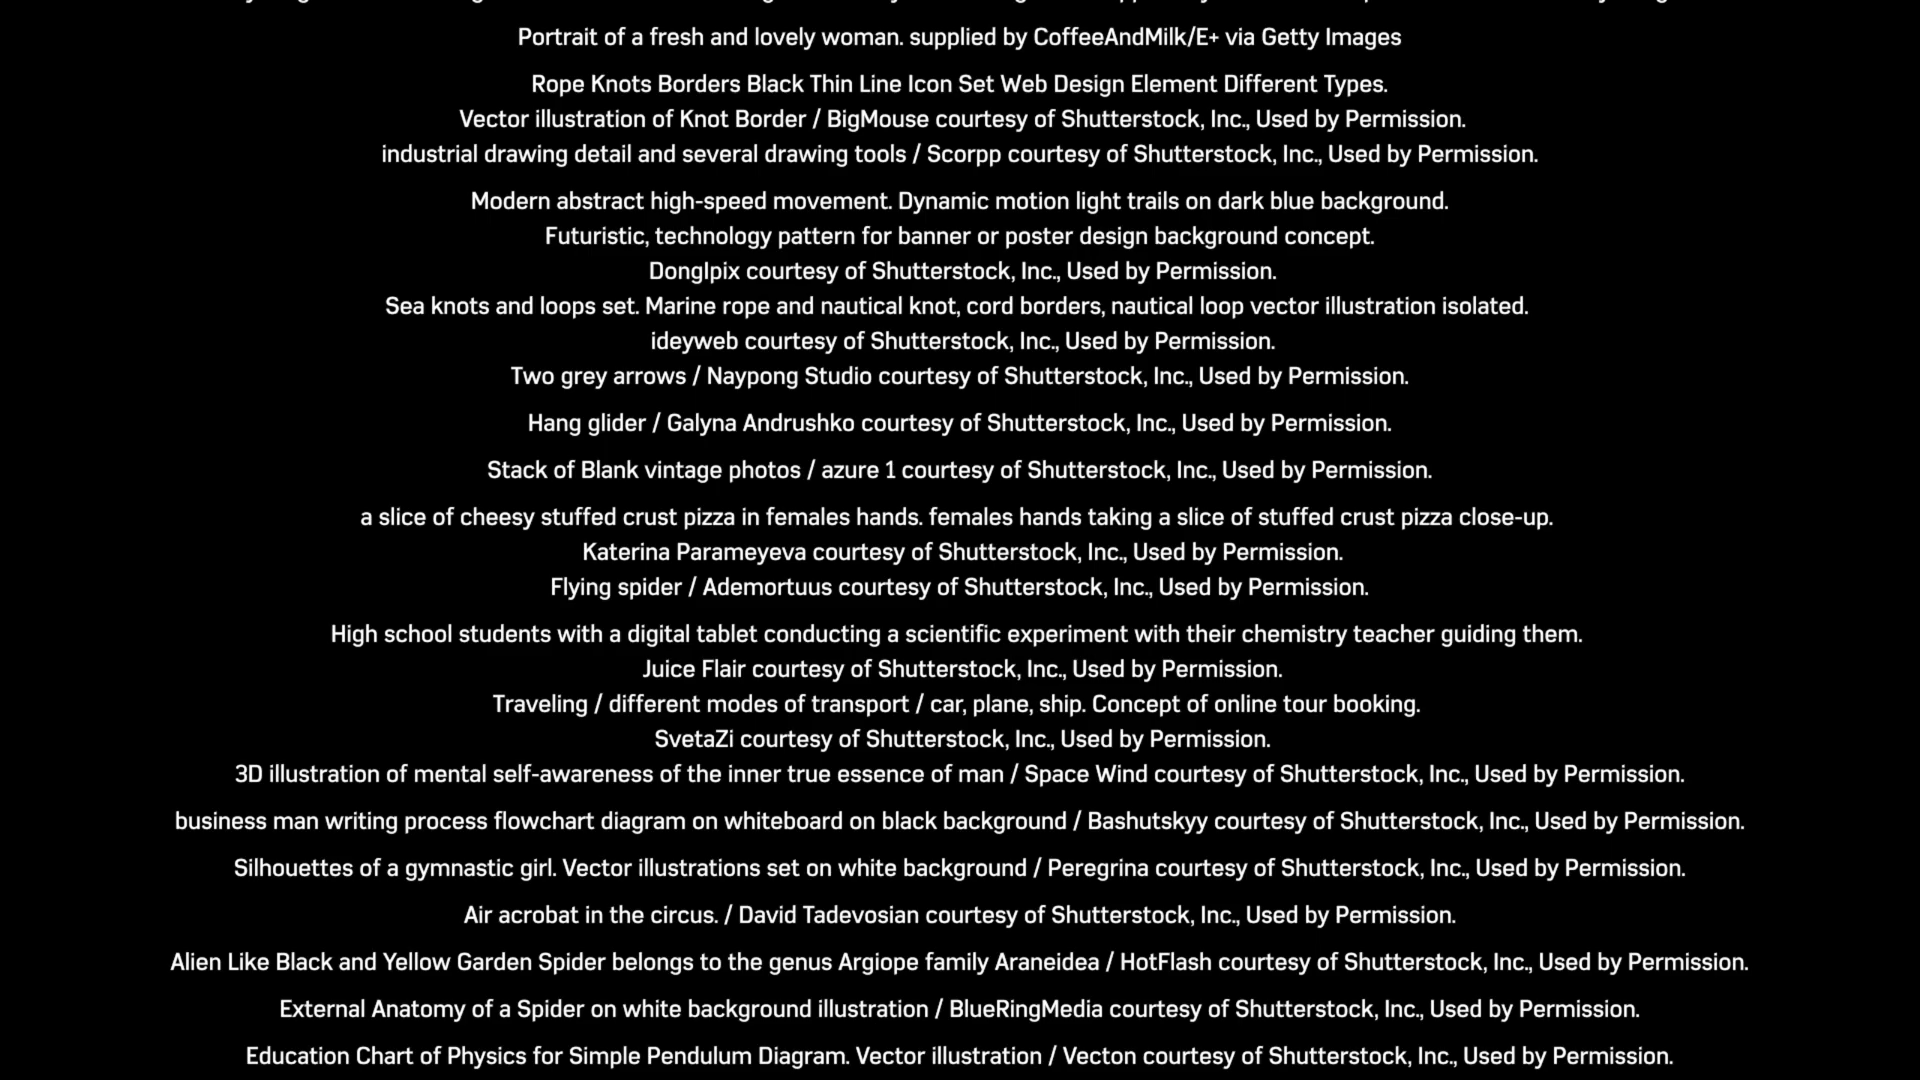 Portrait of a fresh and lovely woman. supplied by CoffeeAndMilk/E+ via Getty Images
Rope Knots Borders Black Thin Line Icon Set Web Design Element Different Types.
Vector illustration of Knot Border / BigMouse courtesy of Shutterstock, Inc., Used by Permission.
industrial drawing detail and several drawing tools / Scorpp courtesy of Shutterstock, Inc., Used by Permission.
Modern abstract high-speed movement. Dynamic motion light trails on dark blue background.
Futuristic, technology pattern for banner or poster design background concept.
DongIpix courtesy of Shutterstock, Inc., Used by Permission.
Sea knots and loops set. Marine rope and nautical knot, cord borders, nautical loop vector illustration isolated.
ideyweb courtesy of Shutterstock, Inc., Used by Permission.
Two grey arrows / Naypong Studio courtesy of Shutterstock, Inc., Used by Permission.
Hang glider / Galyna Andrushko courtesy of Shutterstock, Inc., Used by Permission.
Stack of Blank vintage photos / azure 1 courtesy of Shutterstock, Inc., Used by Permission.
a slice of cheesy stuffed crust pizza in females hands. females hands taking a slice of stuffed crust pizza close-up.
Katerina Parameyeva courtesy of Shutterstock, Inc., Used by Permission.
Flying spider / Ademortuus courtesy of Shutterstock, Inc., Used by Permission.
High school students with a digital tablet conducting a scientific experiment with their chemistry teacher guiding them.
Juice Flair courtesy of Shutterstock, Inc., Used by Permission.
Traveling / different modes of transport / car, plane, ship. Concept of online tour booking.
SvetaZi courtesy of Shutterstock, Inc., Used by Permission.
3D illustration of mental self-awareness of the inner true essence of man / Space Wind courtesy of Shutterstock, Inc., Used by Permission.
business man writing process flowchart diagram on whiteboard on black background / Bashutskyy courtesy of Shutterstock, Inc., Used by Permission.
Silhouettes of a gymnastic girl. Vector illustrations set on white background / Peregrina courtesy of Shutterstock, Inc., Used by Permission.
Air acrobat in the circus. / David Tadevosian courtesy of Shutterstock, Inc., Used by Permission.
Alien Like Black and Yellow Garden Spider belongs to the genus Argiope family Araneidea / HotFlash courtesy of Shutterstock, Inc., Used by Permission.
External Anatomy of a Spider on white background illustration / BlueRingMedia courtesy of Shutterstock, Inc., Used by Permission.
Education Chart of Physics for Simple Pendulum Diagram. Vector illustration / Vecton courtesy of Shutterstock, Inc., Used by Permission.